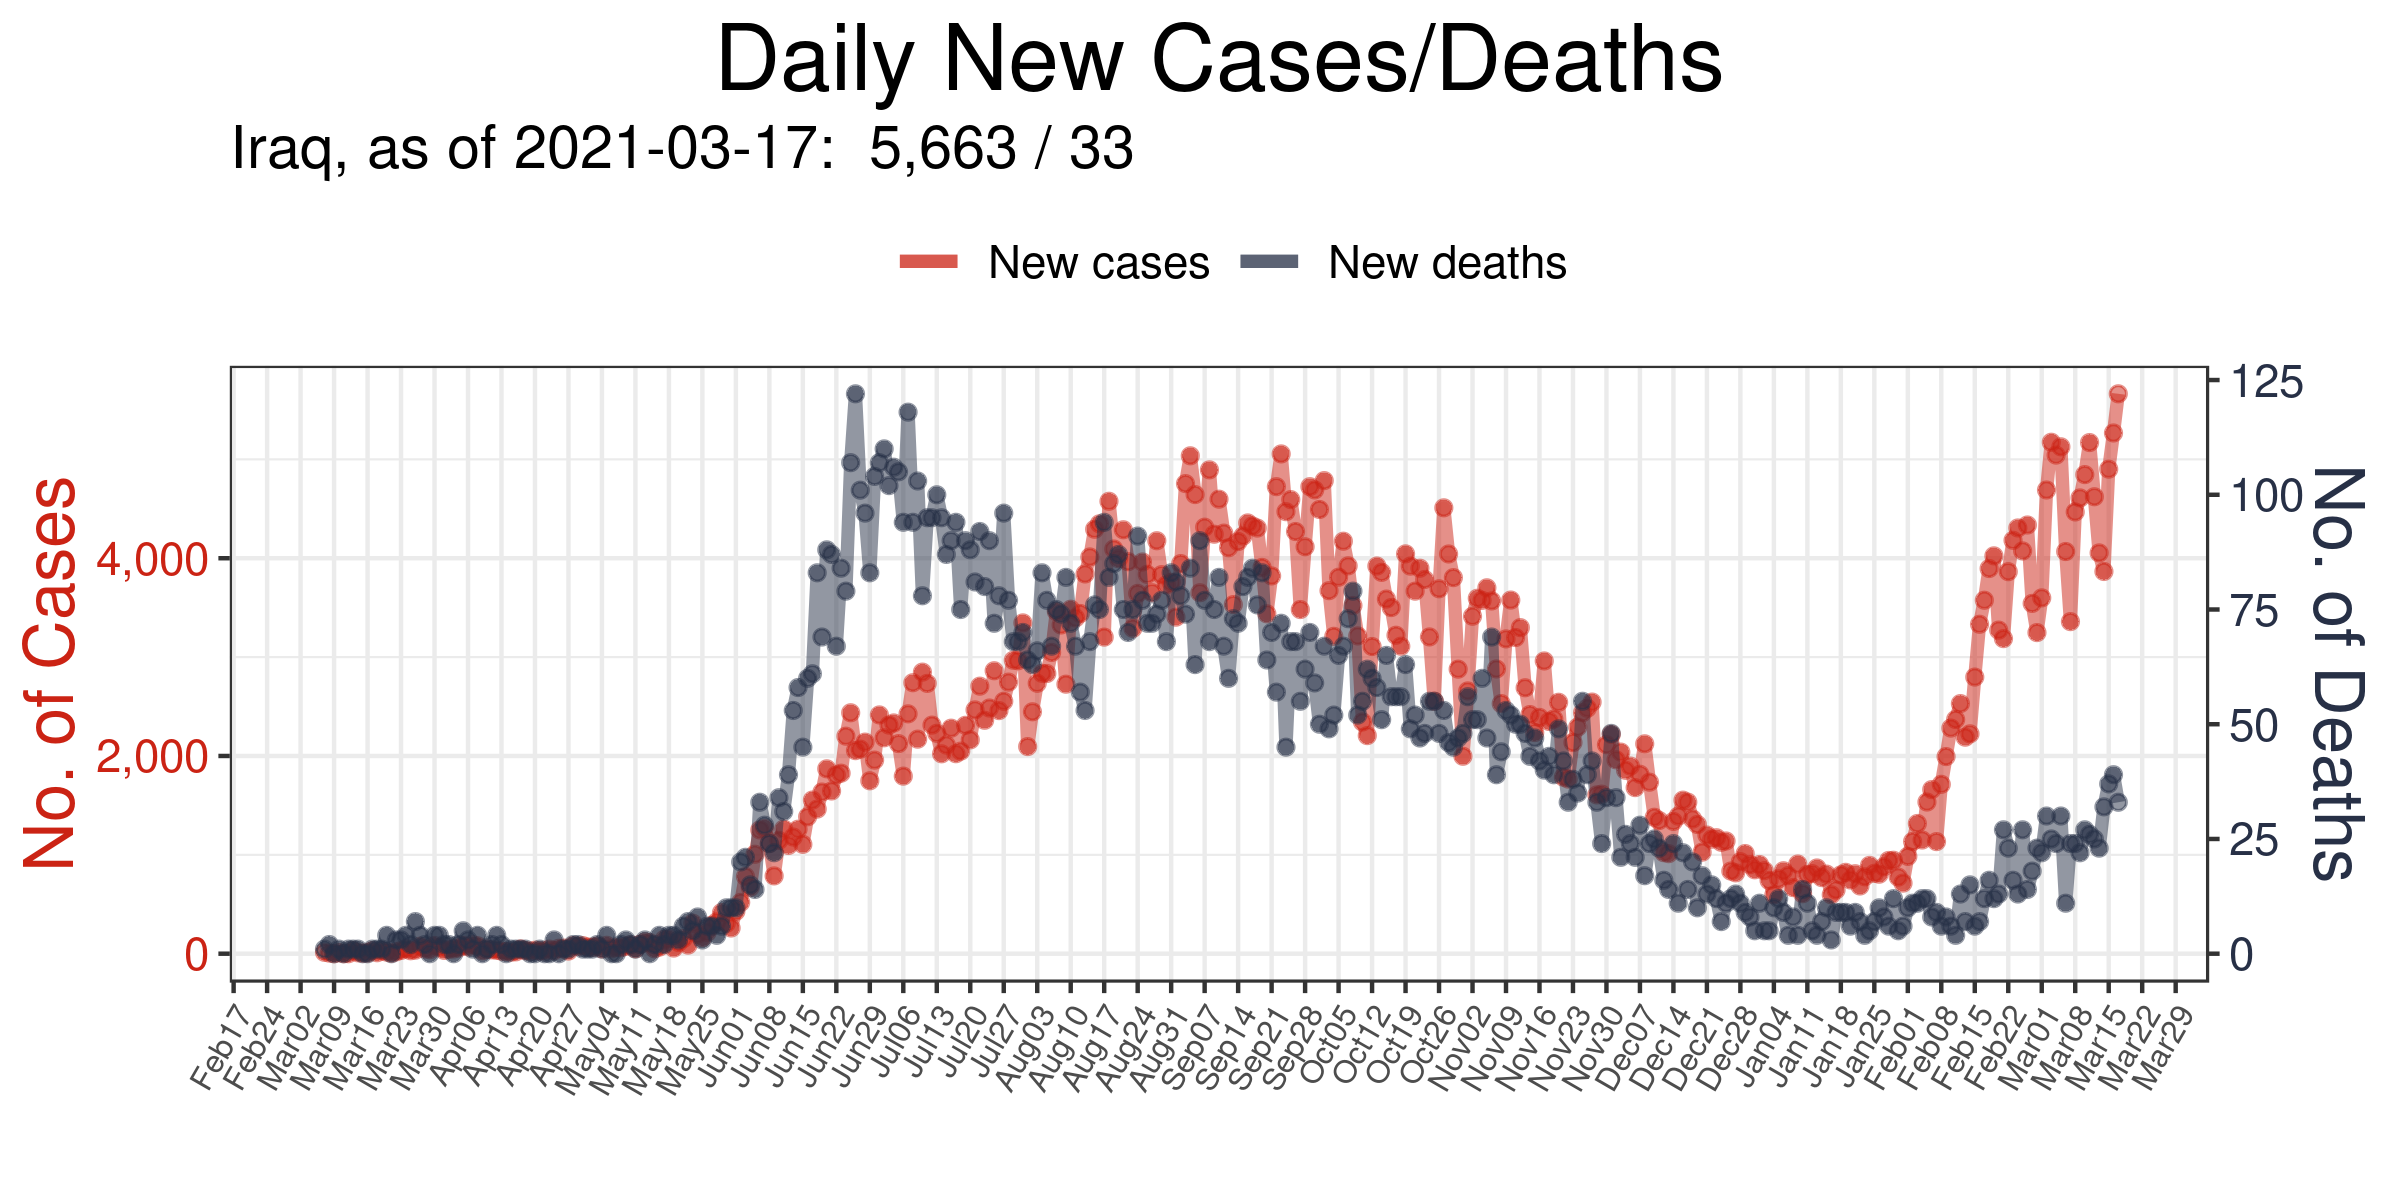 Daily New Cases/Deaths
Iraq, as of 2021-03-17:  5,663 / 33
New cases New deaths
No. of Cases
4,000
2,000
0
125
100
75
50
25
0
No. of Deaths
Feb17 Feb24 Mar02 Mar09 Mar16 Mar23 Mar30 Apr06 Apr13 Apr20 Apr27 May04 May11 May18 May25 Jun01 Jun08 Jun15 Jun22 Jun29 Jul06 Jul13 Jul20 Jul27 Aug03 Aug10 Aug17 Aug24 Aug31 Sep07 Sep14 Sep21 Sep28 Oct05 Oct12 Oct19 Oct26 Nov02 Nov09 Nov16 Nov23 Nov30 Dec07 Dec14 Dec21 Dec28 Jan04 Jan11 Jan18 Jan25 Feb01 Feb08 Feb15 Feb22 Mar01 Mar08 Mar15 Mar22 Mar29